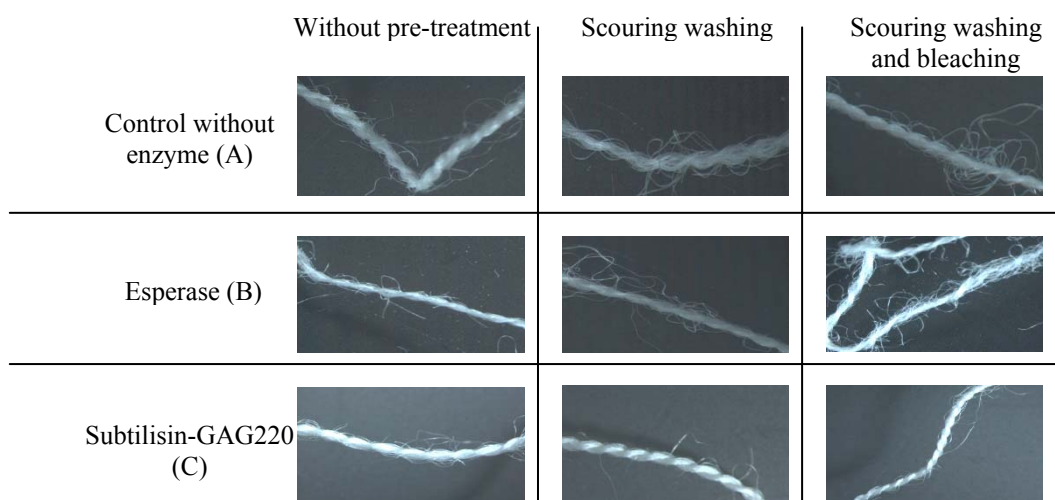 Without pre-treatment
Scouring washing
Scouring washing
and bleaching
Control without
enzyme (A)
Esperase (B)
Subtilisin-GAG220
(C)